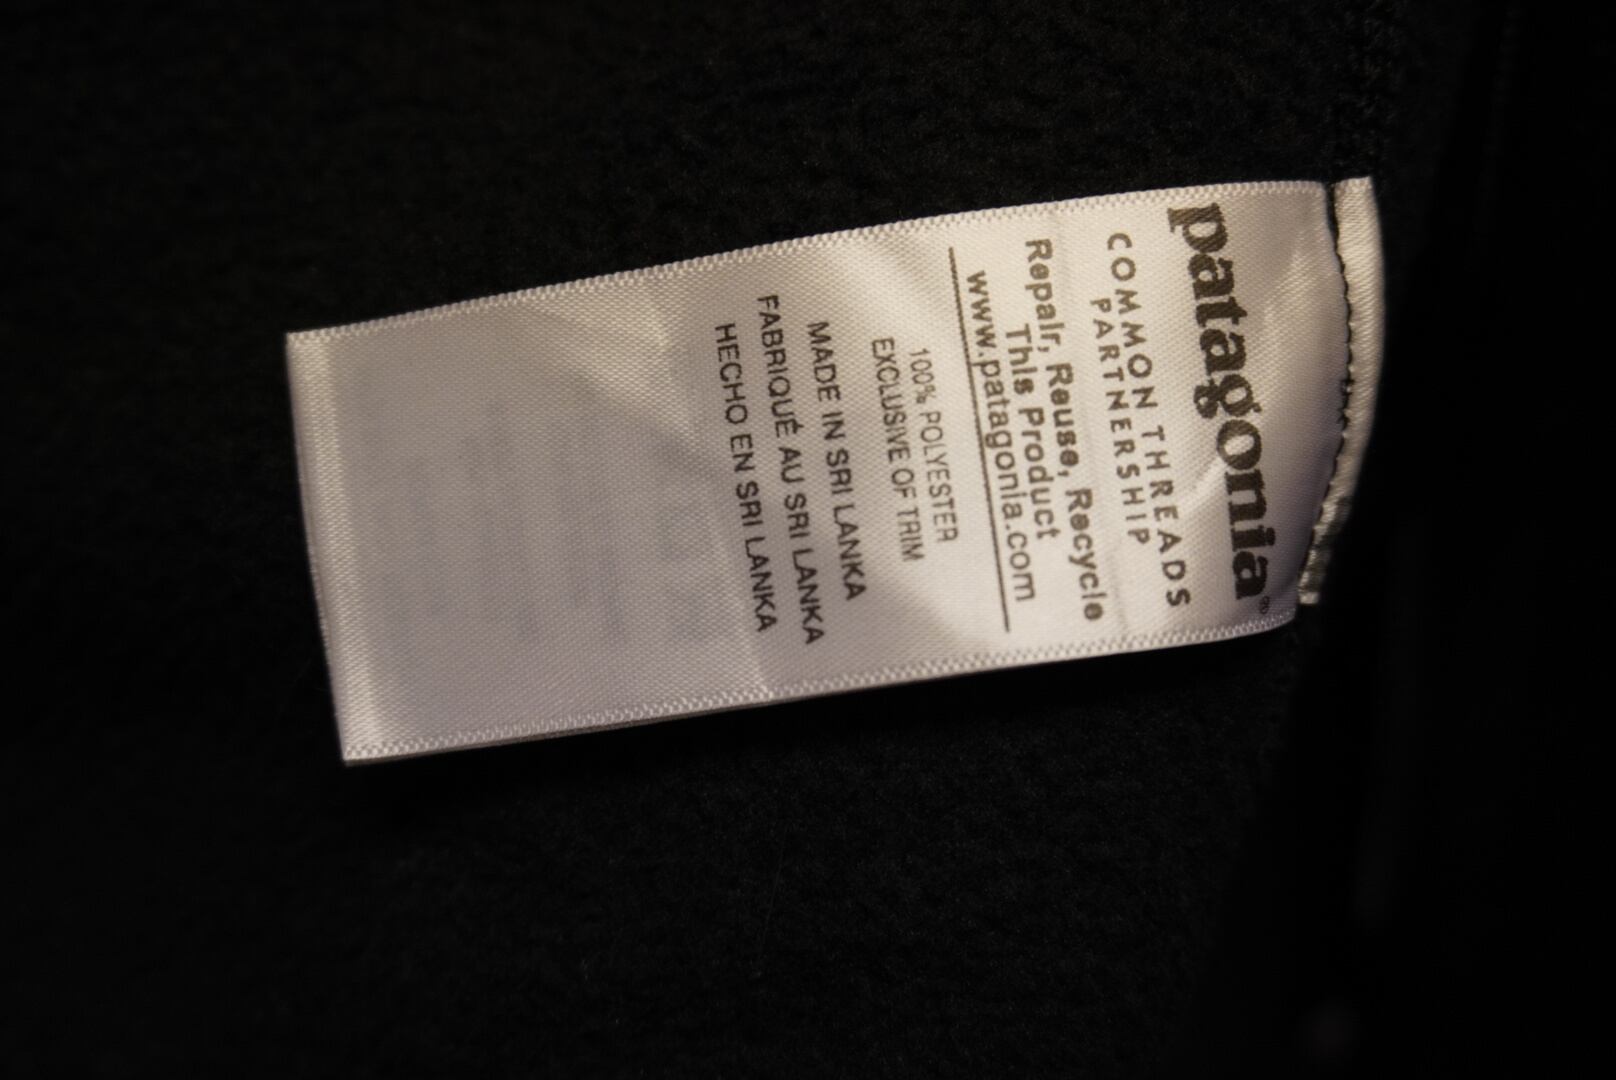 patagonia®
COMMON THREADS
PARTNERSHIP
Repair, Reuse, Recycle
This Product
www.patagonia.com
100% POLYESTER
EXCLUSIVE OF TRIM
MADE IN SRI LANKA
FABRIQUÉ AU SRI LANKA
HECHO EN SRI LANKA